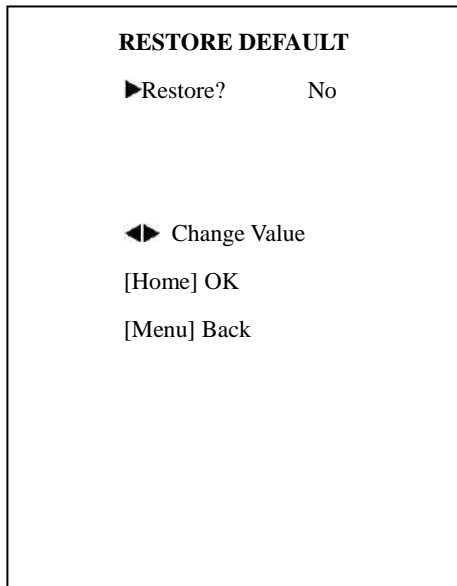 RESTORE DEFAULT
▶Restore? No
◀▶ Change Value
[Home] OK
[Menu] Back